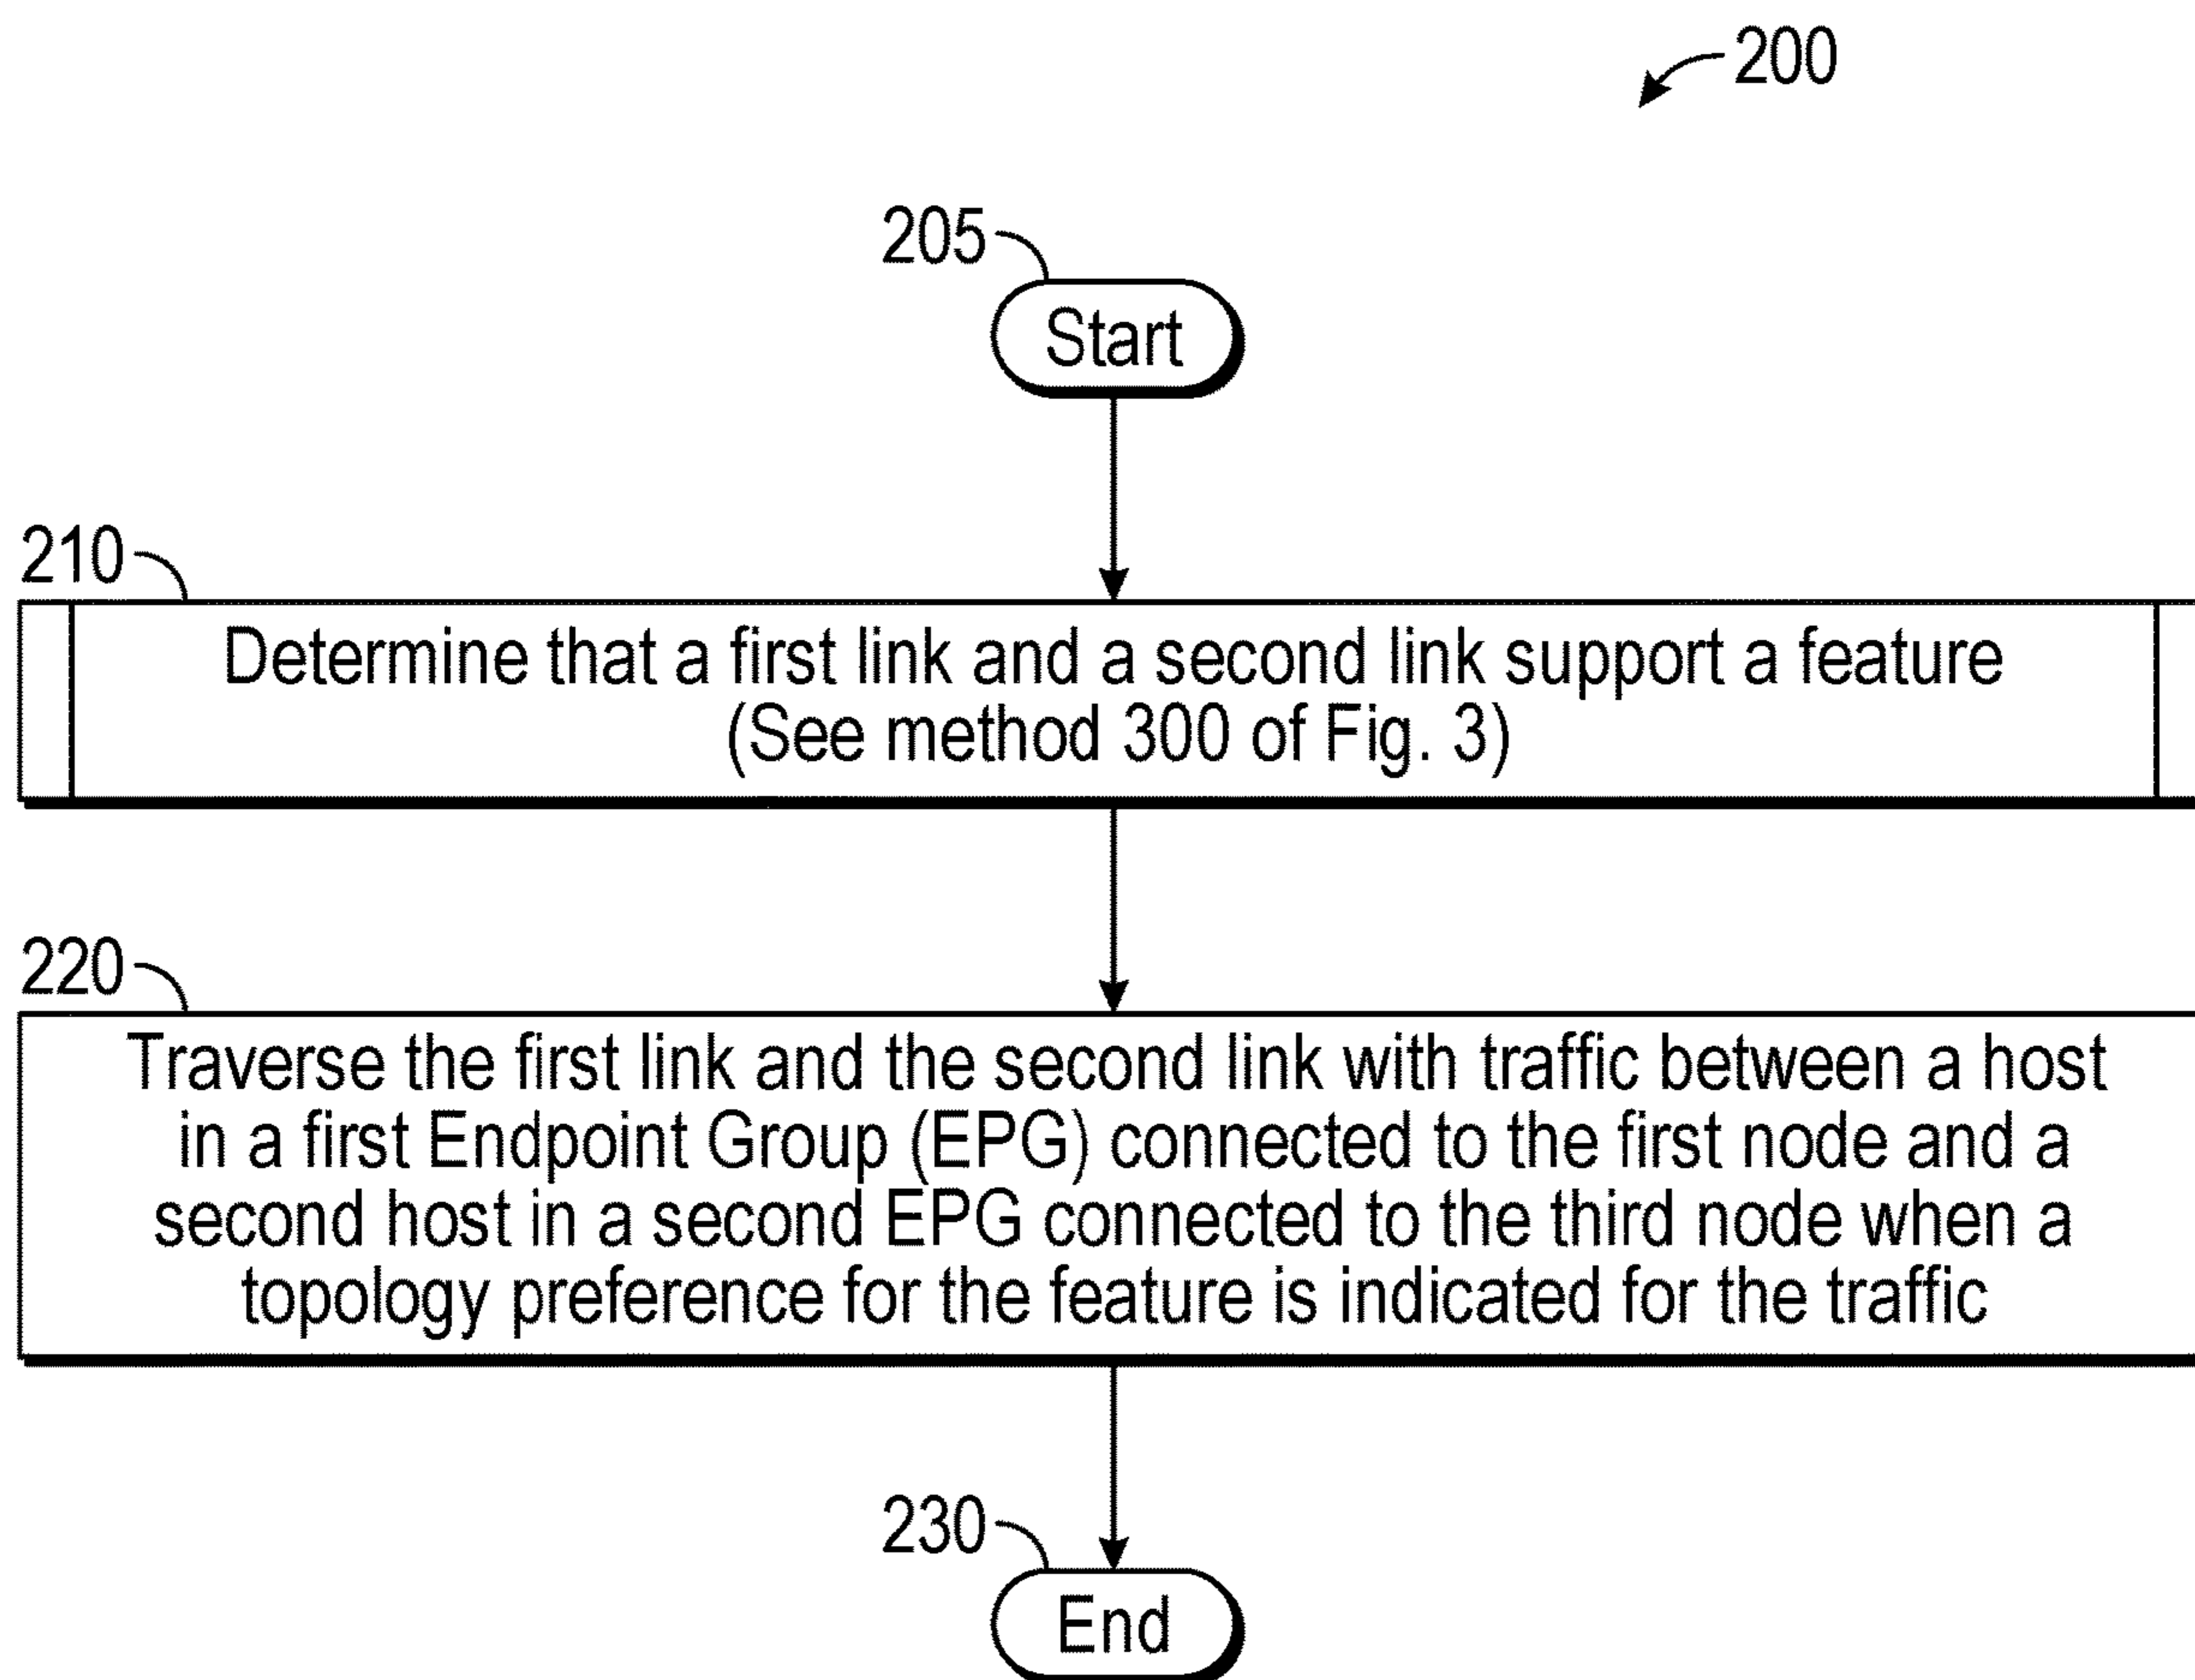 200
205
Start
210
Determine that a first link and a second link support a feature
(See method 300 of Fig. 3)
220
Traverse the first link and the second link with traffic between a host
in a first Endpoint Group (EPG) connected to the first node and a
second host in a second EPG connected to the third node when a
topology preference for the feature is indicated for the traffic
230
End